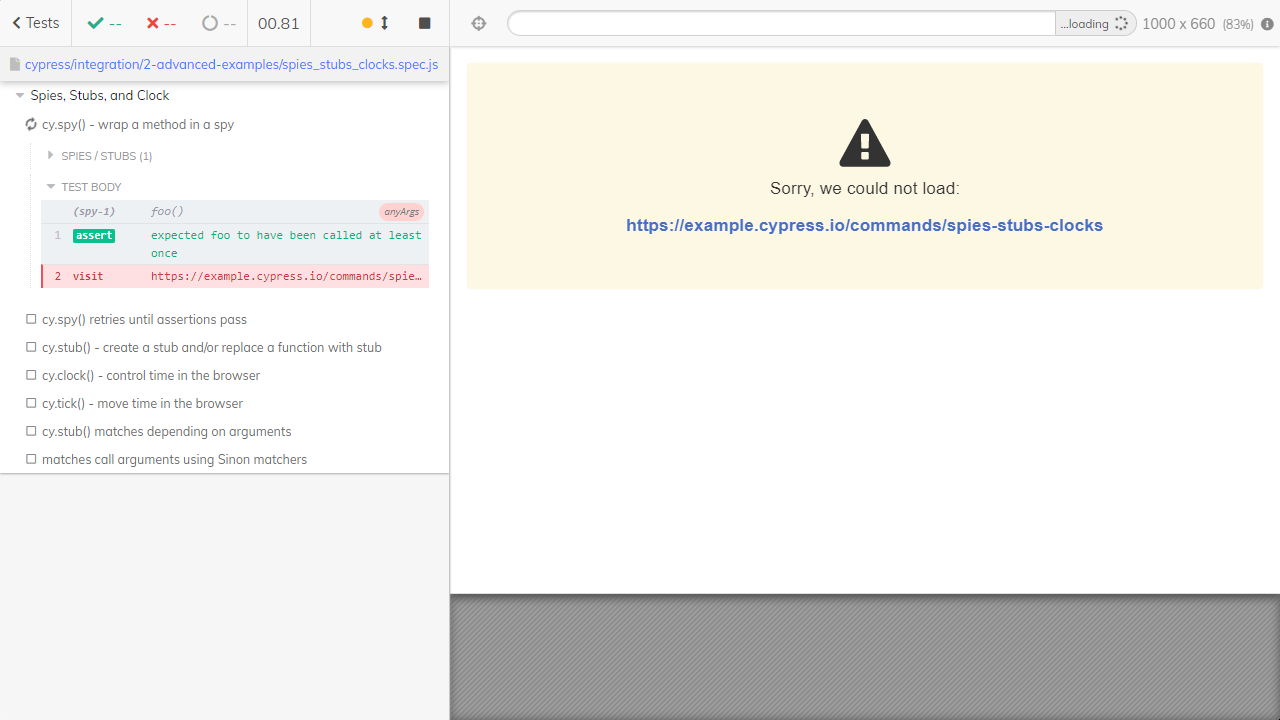 Tests
--
--
--
00.81
...loading
1000 x 660 (83%)
cypress/integration/2-advanced-examples/spies_stubs_clocks.spec.js
Spies, Stubs, and Clock
cy.spy() - wrap a method in a spy
SPIES / STUBS (1)
TEST BODY
(spy-1) foo() anyArgs
1 assert expected foo to have been called at least
once
2 visit https://example.cypress.io/commands/spie…
cy.spy() retries until assertions pass
cy.stub() - create a stub and/or replace a function with stub
cy.clock() - control time in the browser
cy.tick() - move time in the browser
cy.stub() matches depending on arguments
matches call arguments using Sinon matchers
Sorry, we could not load:
https://example.cypress.io/commands/spies-stubs-clocks